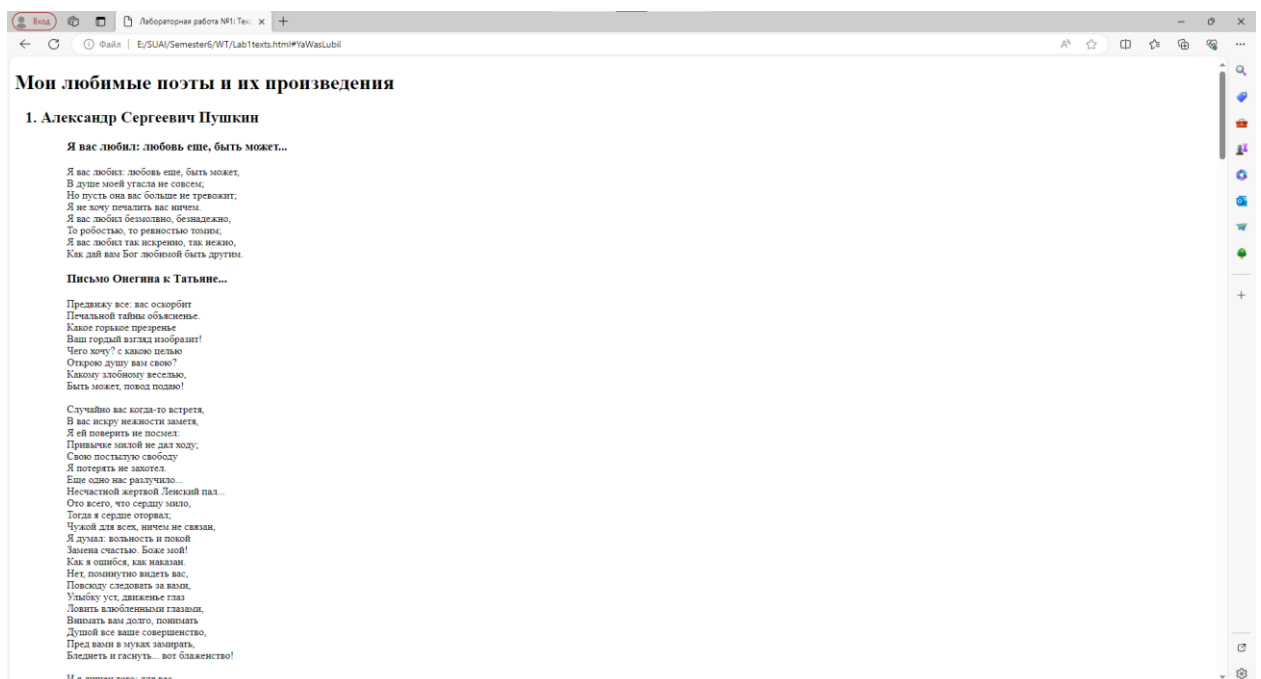 Вход
Лабораторная работа №1: Тек
Файл | E:/SUAI/Semester6/WT/Lab1texts.html#YaWasLubil
Мои любимые поэты и их произведения
1. Александр Сергеевич Пушкин
Я вас любил: любовь еще, быть может...
Я вас любил: любовь еще, быть может,
В душе моей угасла не совсем;
Но пусть она вас больше не тревожит;
Я не хочу печалить вас ничем.
Я вас любил безмолвно, безнадежно,
То робостью, то ревностью томим;
Я вас любил так искренно, так нежно,
Как дай вам Бог любимой быть другим.
Письмо Онегина к Татьяне...
Предвижу все: вас оскорбит
Печальной тайны объясненье.
Какое горькое презренье
Ваш гордый взгляд изобразит!
Чего хочу? с какою целью
Открою душу вам свою?
Какому злобному веселью,
Быть может, повод подаю!
Случайно вас когда-то встретя,
В вас искру нежности заметя,
Я ей поверить не посмел:
Привычке милой не дал ходу;
Свою постылую свободу
Я потерять не захотел.
Еще одно нас разлучило...
Несчастной жертвой Ленский пал...
Ото всего, что сердцу мило,
Тогда я сердце оторвал;
Чужой для всех, ничем не связан,
Я думал: вольность и покой
Замена счастью. Боже мой!
Как я ошибся, как наказан.
Нет, поминутно видеть вас,
Повсюду следовать за вами,
Улыбку уст, движенье глаз
Ловить влюбленными глазами,
Внимать вам долго, понимать
Душой все ваше совершенство,
Пред вами в муках замирать,
Бледнеть и гаснуть... вот блаженство!